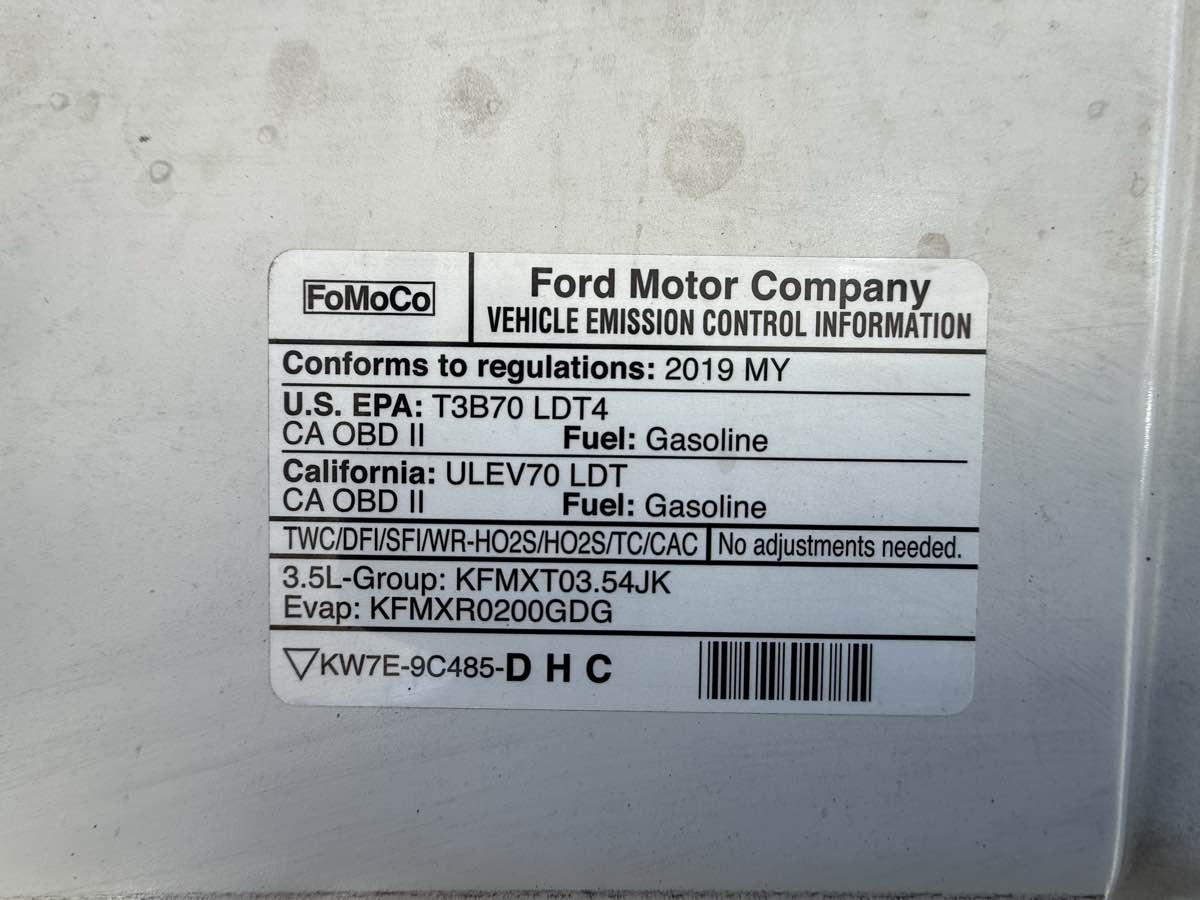 FoMoCo
Ford Motor Company
VEHICLE EMISSION CONTROL INFORMATION
Conforms to regulations: 2019 MY
U.S. EPA: T3B70 LDT4
CA OBD II Fuel: Gasoline
California: ULEV70 LDT
CA OBD II Fuel: Gasoline
TWC/DFI/SFI/WR-HO2S/HO2S/TC/CAC No adjustments needed.
3.5L-Group: KFMXT03.54JK
Evap: KFMXR0200GDG
KW7E-9C485-D H C